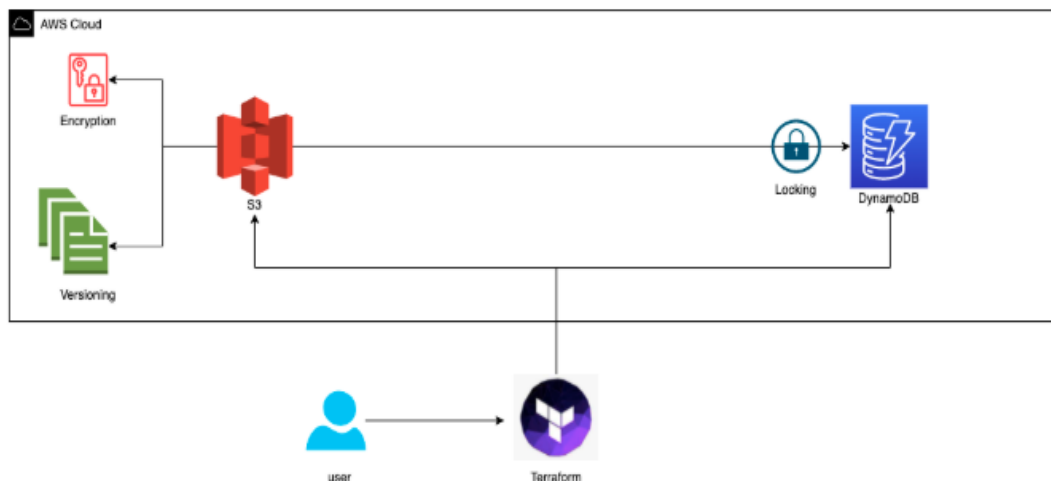 AWS Cloud
Encryption
S3
Locking
DynamoDB
Versioning
user
Terraform